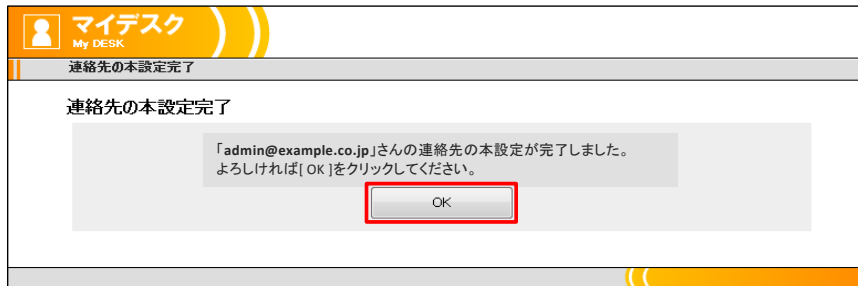 マイデスク
My DESK
連絡先の本設定完了
連絡先の本設定完了
「admin@example.co.jp」さんの連絡先の本設定が完了しました。
よろしければ[ OK ]をクリックしてください。
OK